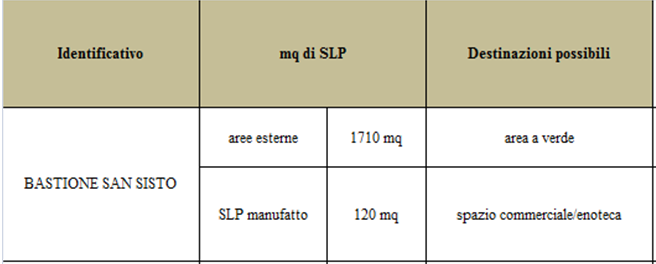 Identificativo mq di SLP Destinazioni possibili
aree esterne 1710 mq area a verde
BASTIONE SAN SISTO
SLP manufatto 120 mq spazio commerciale/enoteca